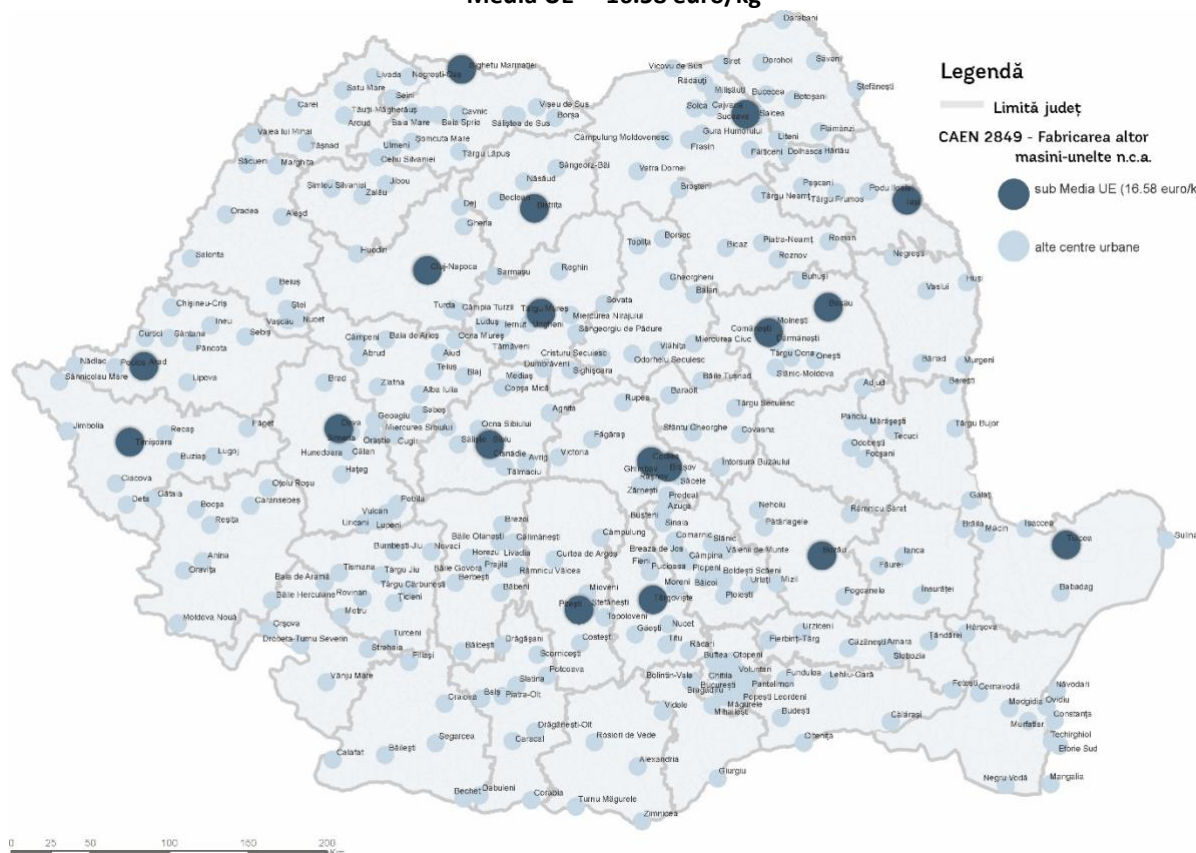 Media UE – 16.58 euro/kg
Darabani
Legendă
Limită județ
CAEN 2849 - Fabricarea altor
masini-unelte n.c.a.
sub Media UE (16.58 euro/k
alte centre urbane
Sighetu Marmației
Vicovu de Sus
Siret
Dorohoi
Săveni
Ștefănești
Livada
Negrești-Oaș
Rădăuți
Milișăuți
Bucecea
Botoșani
Satu Mare
Seini
Carei
Tăuți-Măgherăuș
Cavnic
Vișeu de Sus
Borșa
Solca
Cajvana
Suceava
Salcea
Ardud
Baia Mare
Baia Sprie
Săliștea de Sus
Gura Humorului
Liteni
Flămânzi
Valea lui Mihai
Tășnad
Ulmeni
Șomcuta Mare
Câmpulung Moldovenesc
Frasin
Fălticeni
Dolhasca
Hârlău
Cehu Silvaniei
Târgu Lăpuș
Săcueni
Marghita
Sângeorz-Băi
Vatra Dornei
Broșteni
Pașcani
Podu Iloaiei
Iași
Șimleu Silvaniei
Jibou
Zalău
Năsăud
Târgu Neamț
Târgu Frumos
Beclean
Bistrița
Dej
Oradea
Aleșd
Gherla
Toplița
Borsec
Bicaz
Piatra-Neamț
Roman
Roznov
Negrești
Huedin
Salonta
Cluj-Napoca
Sărmașu
Reghin
Gheorgheni
Bălan
Buhuși
Vaslui
Huși
Beiuș
Chișineu-Criș
Ștei
Nucet
Vașcău
Turda
Câmpia Turzii
Târgu Mureș
Sovata
Miercurea Nirajului
Bacău
Ineu
Luduș
Iernut
Ungheni
Sângeorgiu de Pădure
Moinești
Comănești
Dărmănești
Curtici
Sântana
Sebiș
Pâncota
Câmpeni
Baia de Arieș
Ocna Mureș
Târnăveni
Cristuru Secuiesc
Vlăhița
Miercurea Ciuc
Târgu Ocna
Onești
Nădlac
Pecica
Arad
Abrud
Aiud
Teiuș
Blaj
Dumbrăveni
Sighișoara
Odorheiu Secuiesc
Slănic-Moldova
Bârlad
Murgeni
Sânnicolau Mare
Lipova
Brad
Zlatna
Mediaș
Copșa Mică
Băile Tușnad
Adjud
Berești
Alba Iulia
Rupea
Baraolt
Târgu Secuiesc
Sebeș
Agnita
Jimbolia
Recaș
Făget
Deva
Simeria
Geoagiu
Miercurea Sibiului
Ocna Sibiului
Făgăraș
Sfântu Gheorghe
Covasna
Panciu
Mărășești
Tecuci
Târgu Bujor
Timișoara
Orăștie
Cugir
Săliște
Sibiu
Odobești
Focșani
Buziaș
Lugoj
Hunedoara
Călan
Cisnădie
Avrig
Victoria
Codlea
Brașov
Ghimbav
Întorsura Buzăului
Hațeg
Tălmaciu
Râșnov
Săcele
Ciacova
Oțelu Roșu
Zărnești
Predeal
Azuga
Deta
Gătaia
Bocșa
Caransebeș
Petrila
Vulcan
Bușteni
Nehoiu
Râmnicu Sărat
Galați
Reșița
Uricani
Lupeni
Brezoi
Sinaia
Pătârlagele
Brăila
Măcin
Isaccea
Tulcea
Sulina
Câmpulung
Comarnic
Slănic
Bumbești-Jiu
Novaci
Băile Olănești
Călimănești
Anina
Horezu
Curtea de Argeș
Breaza de Jos
Câmpina
Vălenii de Munte
Buzău
Ianca
Oravița
Tismana
Târgu Jiu
Băile Govora
Râmnicu Vâlcea
Fieni
Pucioasa
Plopeni
Boldești Scăeni
Făurei
Baia de Aramă
Târgu Cărbunești
Berbești
Băbeni
Mioveni
Moreni
Băicoi
Urlați
Mizil
Babadag
Băile Herculane
Rovinari
Țicleni
Pitești
Ștefănești
Târgoviște
Ploiești
Pogoanele
Însurăței
Motru
Topoloveni
Moldova Nouă
Orșova
Drobeta-Turnu Severin
Turceni
Strehaia
Filiași
Bălcești
Drăgășani
Costești
Găești
Nucet
Titu
Răcari
Urziceni
Fierbinți-Târg
Căzănești
Amara
Slobozia
Țăndărei
Hârșova
Scornicești
Buftea
Otopeni
Potcoava
Bolintin-Vale
Chitila
Voluntari
Vânju Mare
Slatina
București
Pantelimon
Fundulea
Lehliu-Gară
Fetești
Cernavodă
Năvodari
Craiova
Balș
Piatra-Olt
Bragadiru
Popești Leordeni
Medgidia
Ovidiu
Videle
Măgurele
Mihăilești
Budești
Călărași
Murfatlar
Constanța
Drăgănești-Olt
Techirghiol
Segarcea
Caracal
Roșiori de Vede
Oltenița
Eforie Sud
Calafat
Băilești
Alexandria
Giurgiu
Negru Vodă
Mangalia
Bechet
Dăbuleni
Corabia
Turnu Măgurele
Zimnicea
0 25 50 100 150 200
Km